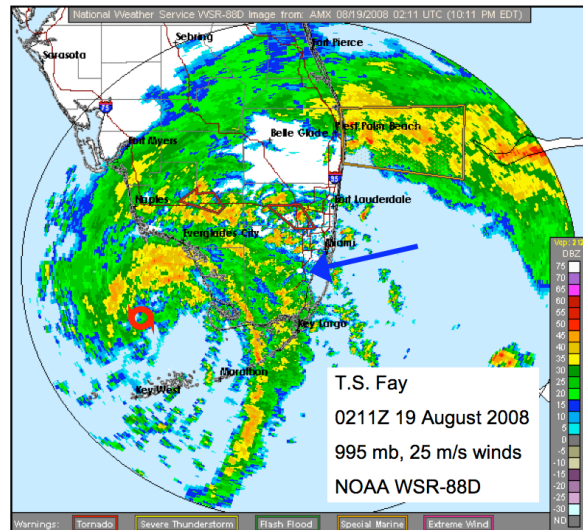 National Weather Service WSR-88D Image from: AMX 08/19/2008 02:11 UTC (10:11 PM EDT)
Sebring
Fort Pierce
Sarasota
75
Fort Myers
Belle Glade
West Palm Beach
95
Naples
Fort Lauderdale
Everglades City
Miami
Key Largo
Marathon
Key West
DBZ
75
70
65
60
55
50
45
40
35
30
25
20
15
10
5
0
-5
-10
-15
-20
-25
-30
ND
T.S. Fay
0211Z 19 August 2008
995 mb, 25 m/s winds
NOAA WSR-88D
Warnings: Tornado Severe Thunderstorm Flash Flood Special Marine Extreme Wind